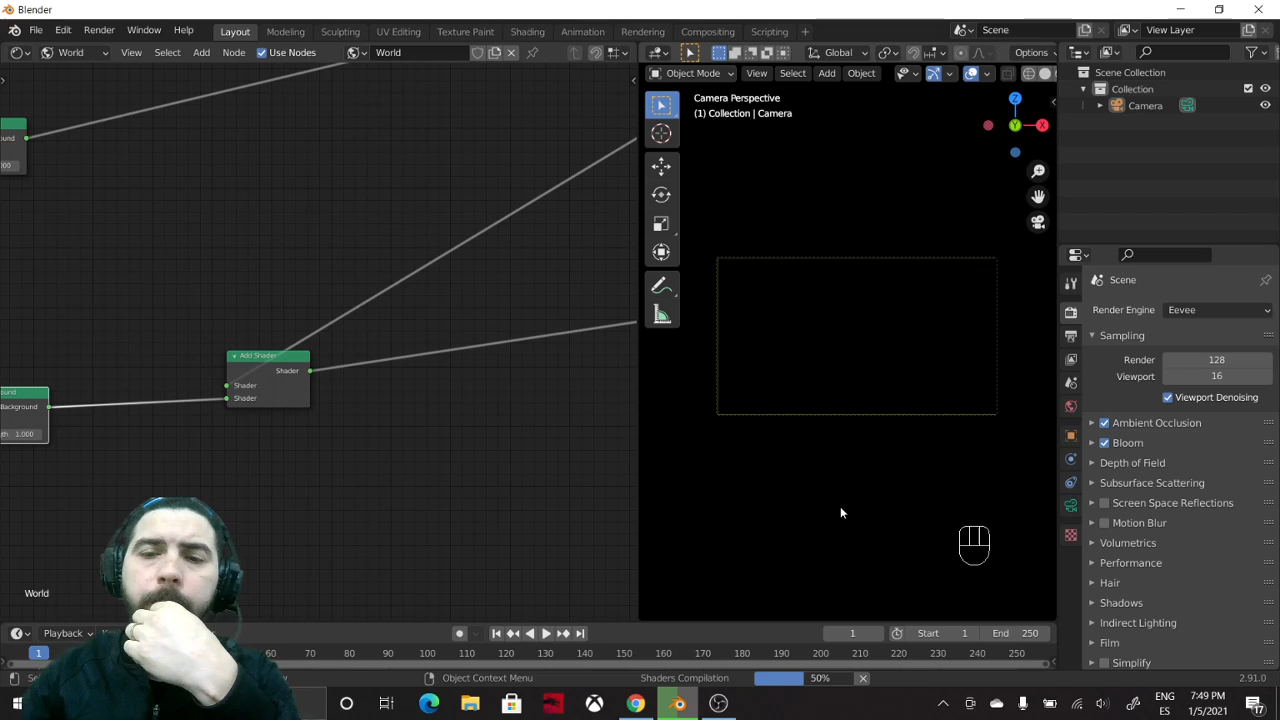 Blender
File Edit Render Window Help Layout Modeling Sculpting UV Editing Texture Paint Shading Animation Rendering Compositing Scripting + Scene View Layer
World View Select Add Node Use Nodes World Global Options
Object Mode View Select Add Object
Camera Perspective
(1) Collection | Camera
Z
Y X
Scene Collection
Collection
Camera
Scene
Render Engine Eevee
Sampling
Render 128
Viewport 16
Viewport Denoising
Ambient Occlusion
Bloom
Depth of Field
Subsurface Scattering
Screen Space Reflections
Motion Blur
Volumetrics
Performance
Hair
Shadows
Indirect Lighting
Film
Simplify
ound
000
Add Shader
Shader
Shader
Shader
ound
Background
gth 1.000
World
Playback 1 Start 1 End 250
1 60 70 80 90 100 110 120 130 140 150 160 170 180 190 200 210 220 230 240 250
Sel Object Context Menu Shaders Compilation 50% 2.91.0
ENG
ES
7:49 PM
1/5/2021
17